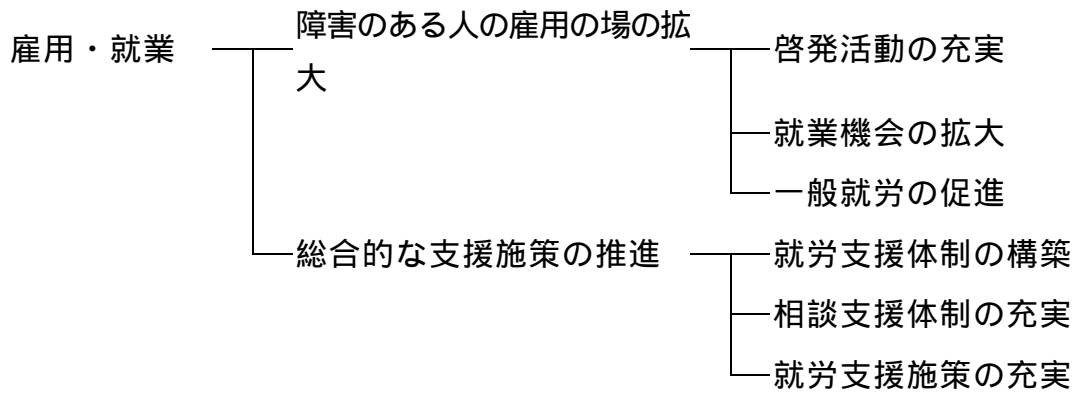 雇用・就業
障害のある人の雇用の場の拡
大
啓発活動の充実
就業機会の拡大
一般就労の促進
総合的な支援施策の推進
就労支援体制の構築
相談支援体制の充実
就労支援施策の充実